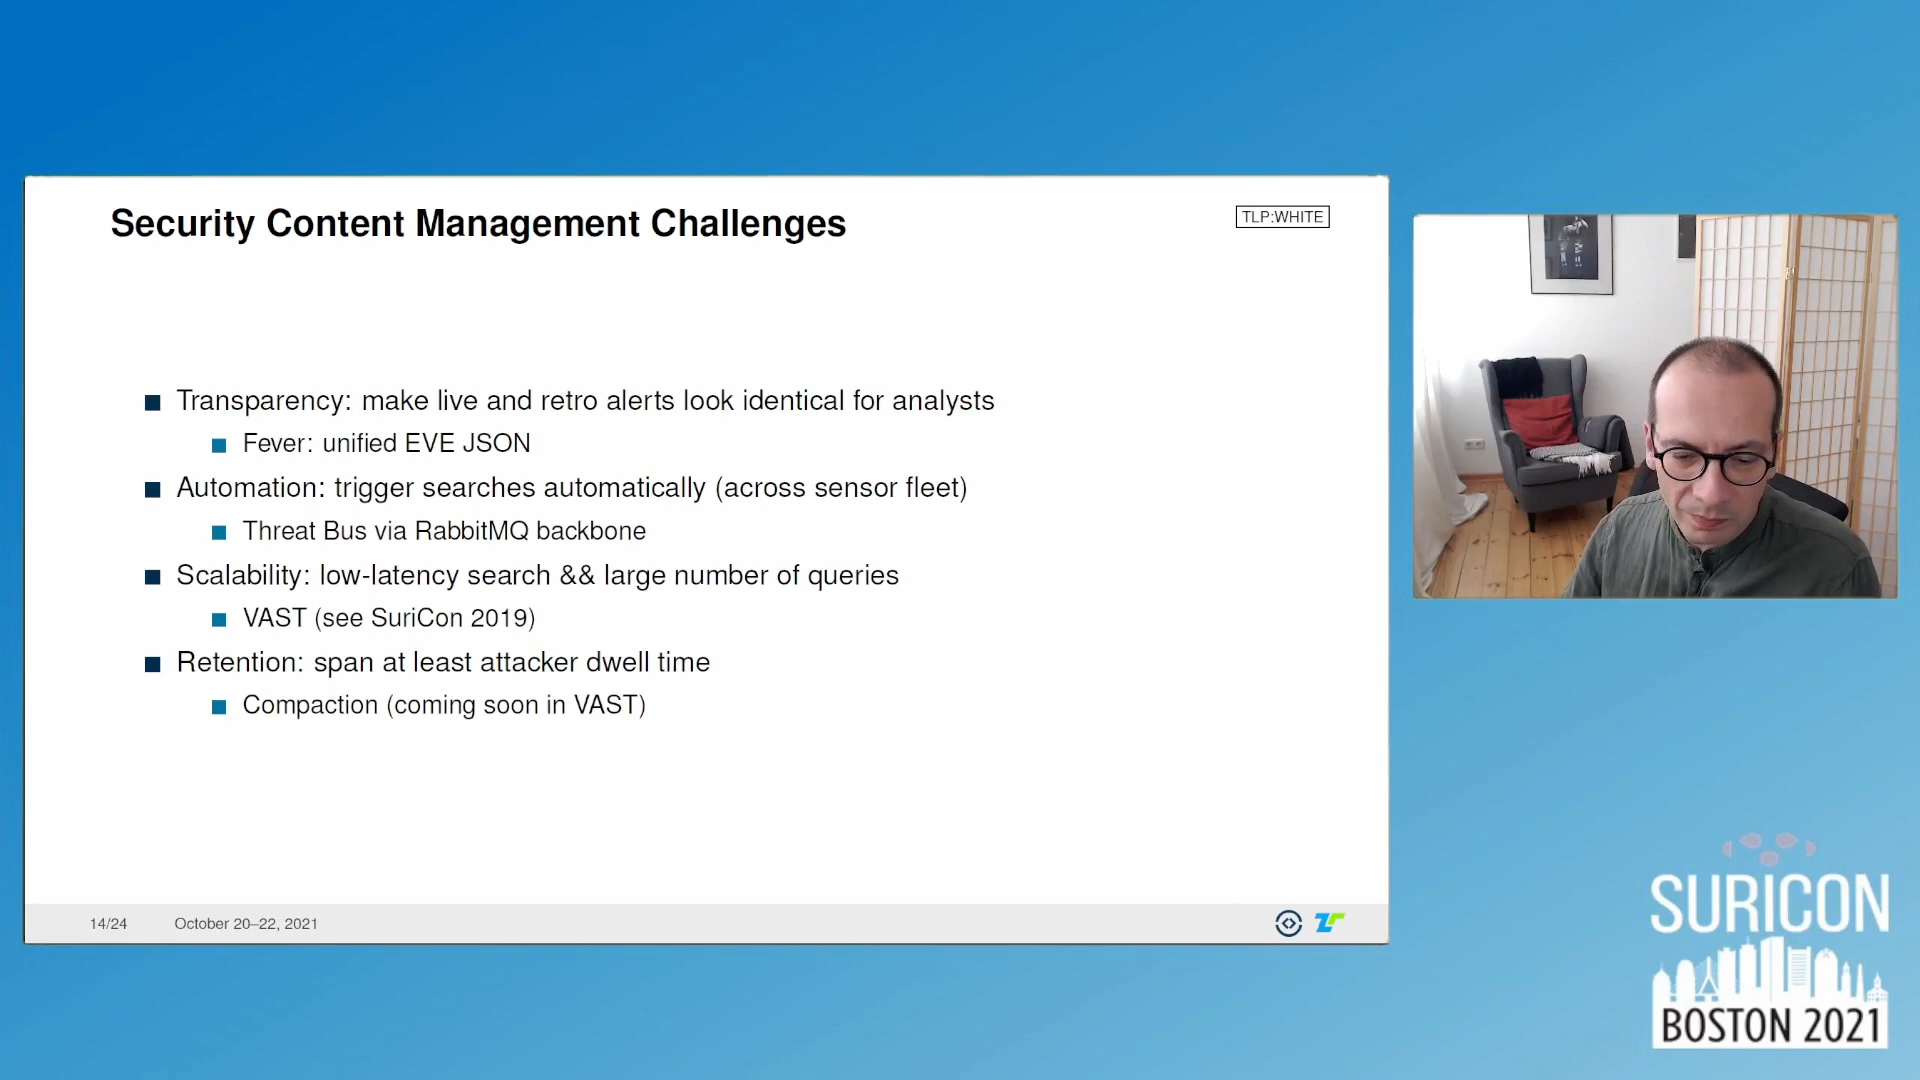 Security Content Management Challenges
TLP:WHITE
Transparency: make live and retro alerts look identical for analysts
Fever: unified EVE JSON
Automation: trigger searches automatically (across sensor fleet)
Threat Bus via RabbitMQ backbone
Scalability: low-latency search && large number of queries
VAST (see SuriCon 2019)
Retention: span at least attacker dwell time
Compaction (coming soon in VAST)
14/24
October 20–22, 2021
SURICON
BOSTON 2021